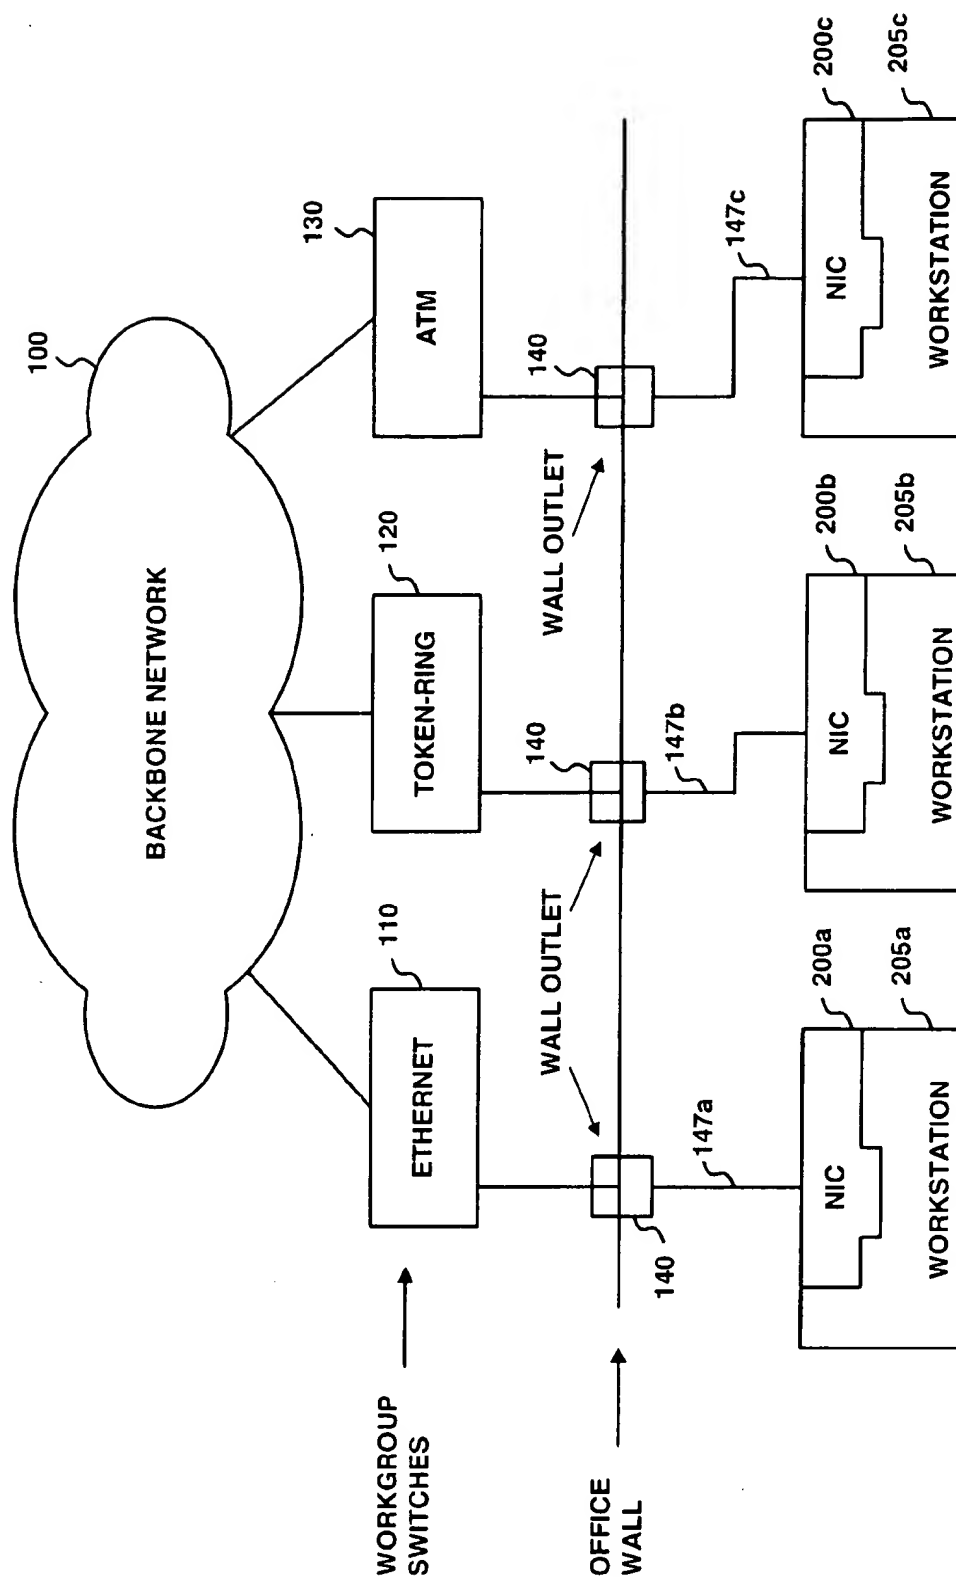 100
BACKBONE NETWORK
110
120
130
WORKGROUP
SWITCHES
ETHERNET
TOKEN-RING
ATM
WALL OUTLET
WALL OUTLET
140
140
140
OFFICE
WALL
147a
147b
147c
200a
200b
200c
NIC
NIC
NIC
205a
205b
205c
WORKSTATION
WORKSTATION
WORKSTATION